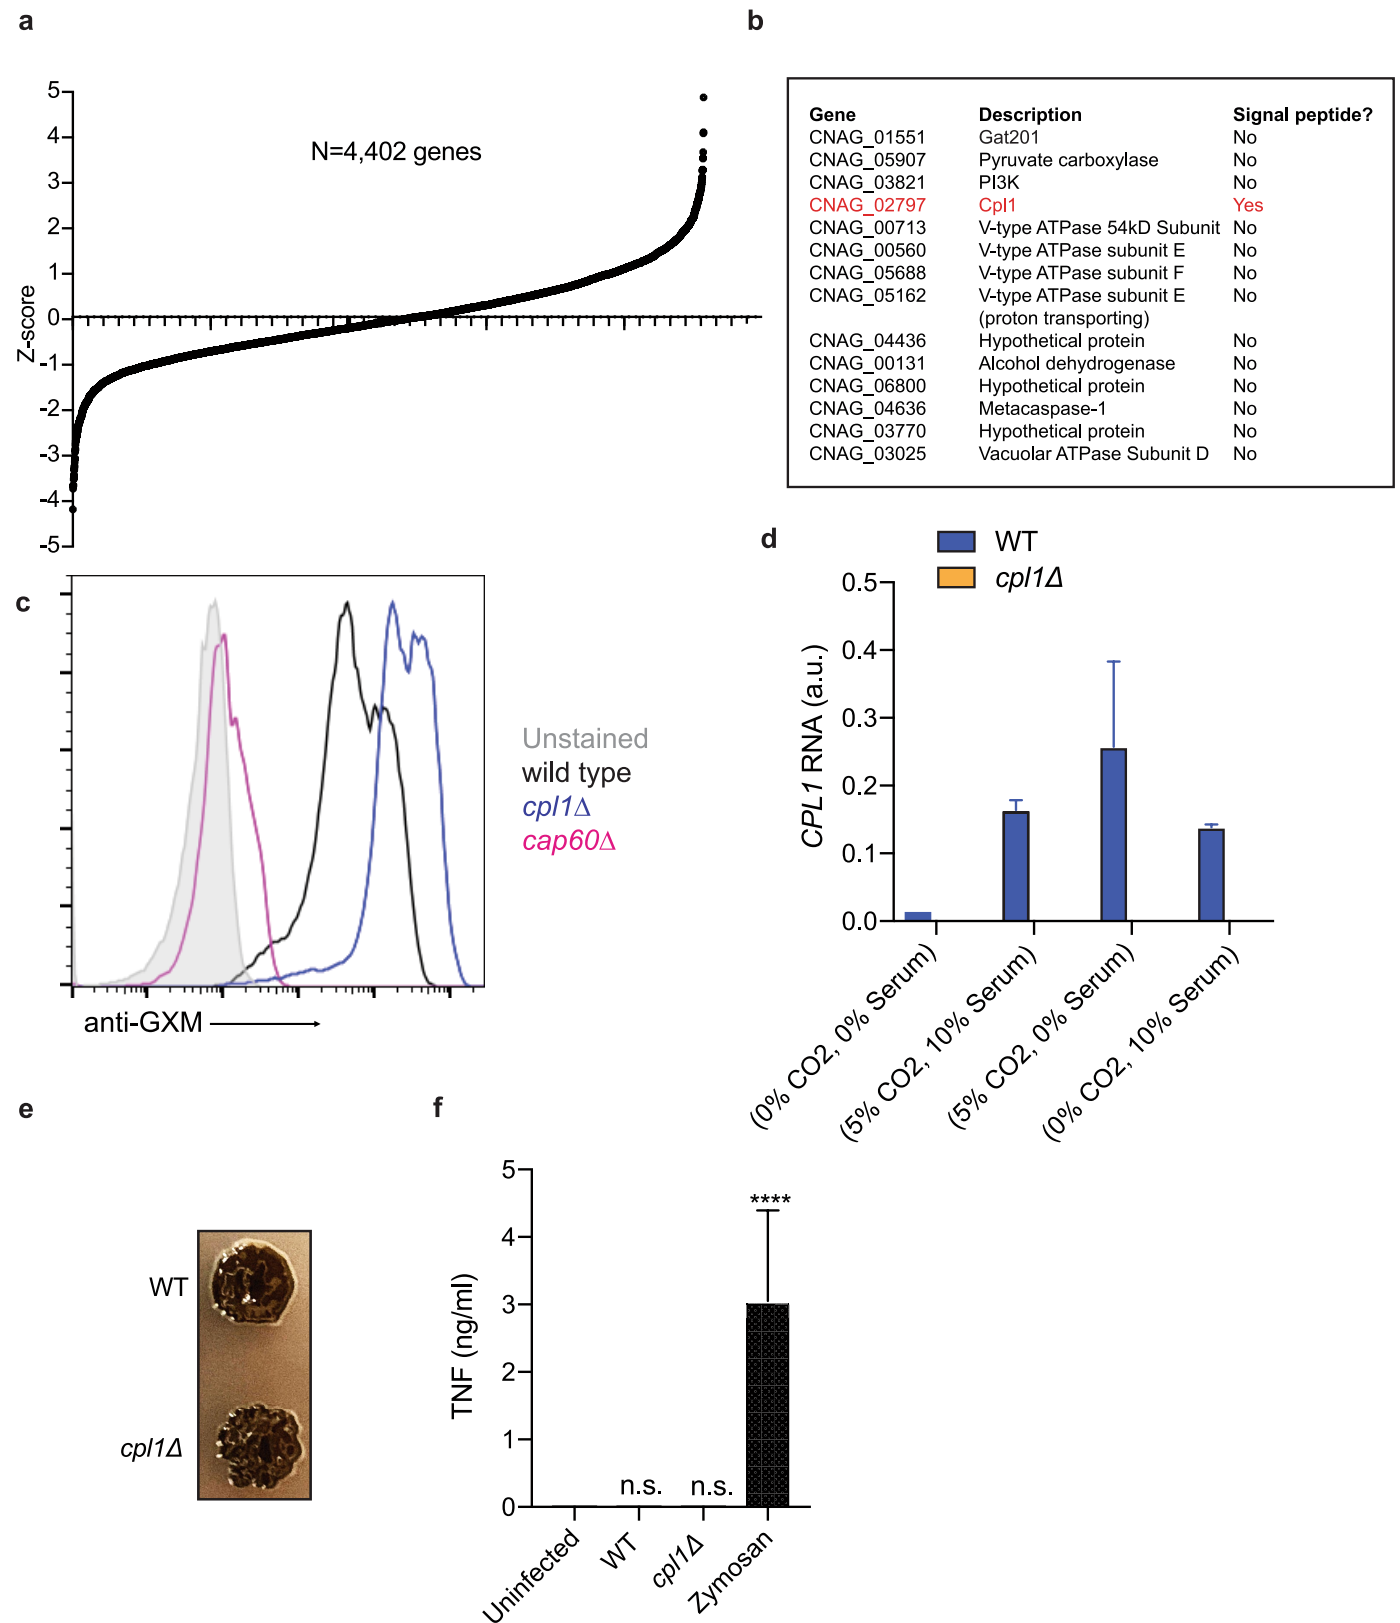 a
5
4
3
2
1
0
-1
-2
-3
-4
-5
Z-score
N=4,402 genes
b
Gene Description Signal peptide?
CNAG_01551 Gat201 No
CNAG_05907 Pyruvate carboxylase No
CNAG_03821 PI3K No
CNAG_02797 Cpl1 Yes
CNAG_00713 V-type ATPase 54kD Subunit No
CNAG_00560 V-type ATPase subunit E No
CNAG_05688 V-type ATPase subunit F No
CNAG_05162 V-type ATPase subunit E No
(proton transporting)
CNAG_04436 Hypothetical protein No
CNAG_00131 Alcohol dehydrogenase No
CNAG_06800 Hypothetical protein No
CNAG_04636 Metacaspase-1 No
CNAG_03770 Hypothetical protein No
CNAG_03025 Vacuolar ATPase Subunit D No
c
Unstained
wild type
cpl1Δ
cap60Δ
anti-GXM
d
WT
cpl1Δ
0.5
0.4
0.3
0.2
0.1
0.0
CPL1 RNA (a.u.)
(0% CO2, 0% Serum)
(5% CO2, 10% Serum)
(5% CO2, 0% Serum)
(0% CO2, 10% Serum)
e
WT
cpl1Δ
f
5
4
3
2
1
0
TNF (ng/ml)
n.s.
n.s.
****
Uninfected
WT
cpl1Δ
Zymosan